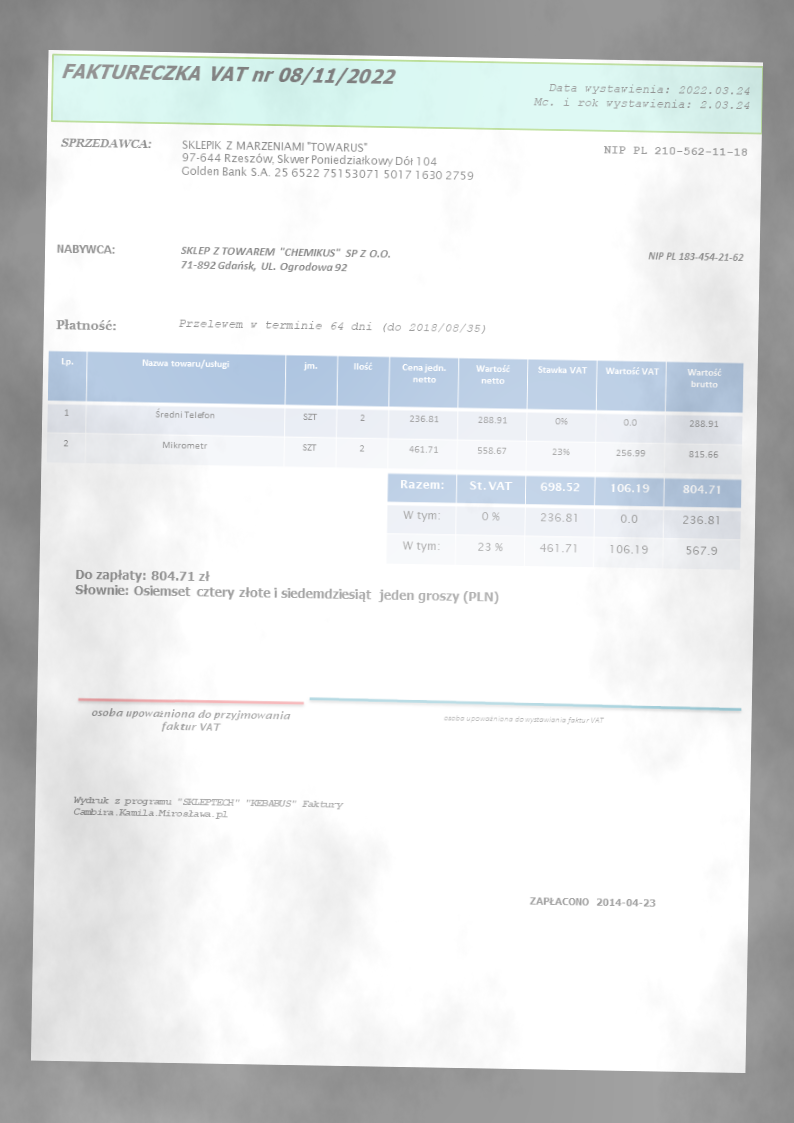 FAKTURECZKA VAT nr 08/11/2022
Data wystawienia: 2022.03.24
Mc. i rok wystawienia: 2.03.24
SPRZEDAWCA:
SKLEPIK Z MARZENIAMI "TOWARUS"
97-644 Rzeszów, Skwer Poniedziałkowy Dół 104
Golden Bank S.A. 25 6522 75153071 5017 1630 2759
NIP PL 210-562-11-18
NABYWCA:
SKLEP Z TOWAREM "CHEMIKUS" SP Z O.O.
71-892 Gdańsk, UL. Ogrodowa 92
NIP PL 183-454-21-62
Płatność:
Przelewem w terminie 64 dni (do 2018/08/35)
Lp. Nazwa towaru/usługi jm. Ilość Cena jedn. netto Wartość netto Stawka VAT Wartość VAT Wartość brutto
1 Średni Telefon SZT 2 236.81 288.91 0% 0.0 288.91
2 Mikrometr SZT 2 461.71 558.67 23% 256.99 815.66
Razem: St. VAT 698.52 106.19 804.71
W tym: 0 % 236.81 0.0 236.81
W tym: 23 % 461.71 106.19 567.9
Do zapłaty: 804.71 zł
Słownie: Osiemset cztery złote i siedemdziesiąt jeden groszy (PLN)
osoba upoważniona do przyjmowania
faktur VAT
osoba upoważniona do wystawiania faktur VAT
Wydruk z programu "SKLEPTECH" "KEBABUS" Faktury
Cambira.Kamila.Mirosława.pl
ZAPŁACONO 2014-04-23